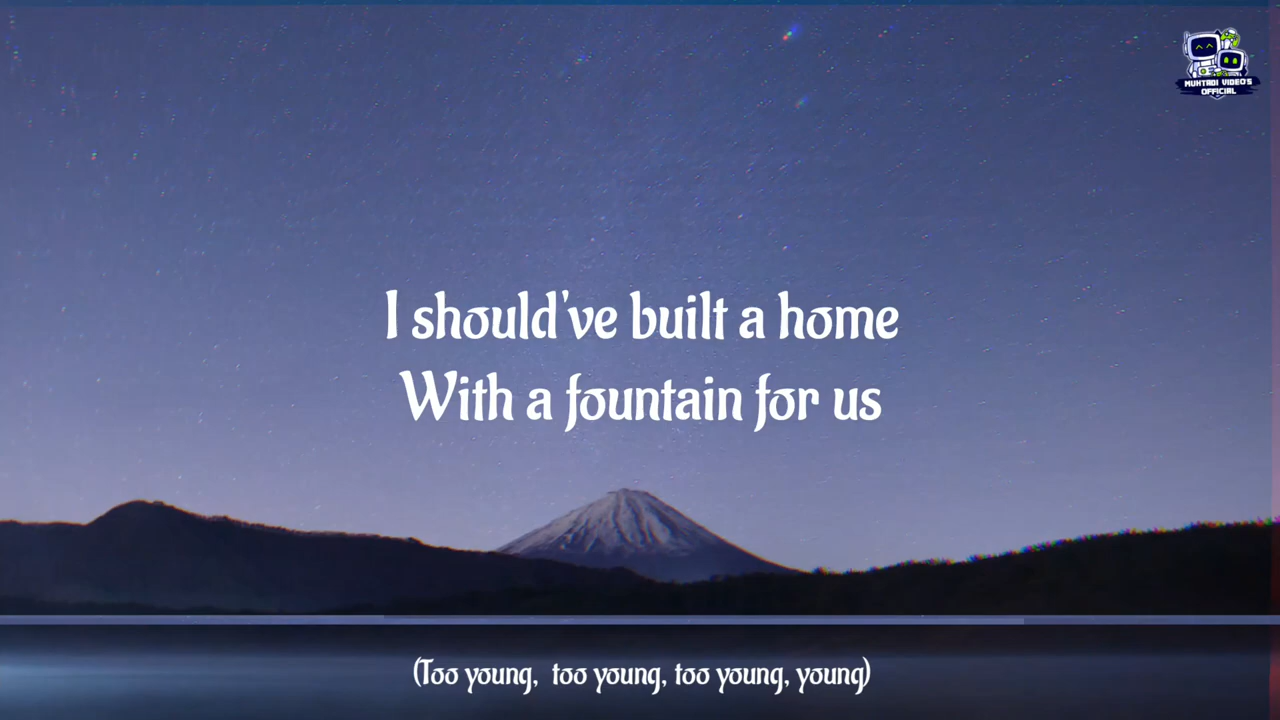 MUHTADI VIDEO'S
OFFICIAL
I should've built a home
With a fountain for us
(Too young,  too young, too young, young)